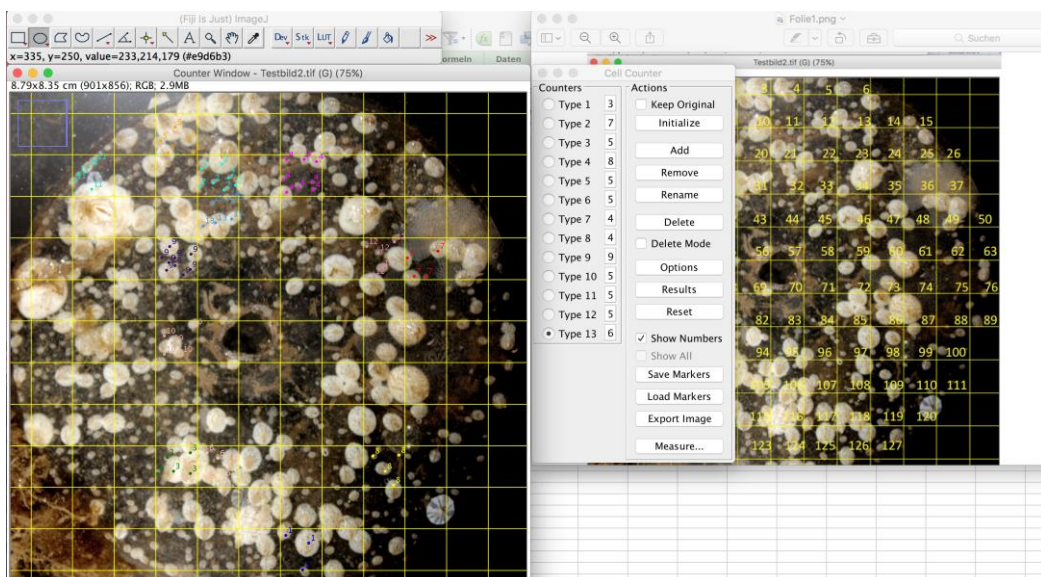 (Fiji Is Just) ImageJ
Dev Stk LUT
x=335, y=250, value=233,214,179 (#e9d6b3)
Counter Window - Testbild2.tif (G) (75%)
8.79x8.35 cm (901x856); RGB; 2.9MB
Daten
Folie1.png
Suchen
Testbild2.tif (G) (75%)
Cell Counter
Counters
Type 1 3
Type 2 7
Type 3 5
Type 4 8
Type 5 5
Type 6 5
Type 7 4
Type 8 4
Type 9 9
Type 10 5
Type 11 5
Type 12 5
Type 13 6
Actions
Keep Original
Initialize
Add
Remove
Rename
Delete
Delete Mode
Options
Results
Reset
Show Numbers
Show All
Save Markers
Load Markers
Export Image
Measure...
3 4 5 6
10 11 12 13 14 15
20 21 22 23 24 25 26
31 32 33 34 35 36 37
43 44 45 46 47 48 49 50
56 57 58 59 60 61 62 63
69 70 71 72 73 74 75 76
82 83 84 85 86 87 88 89
94 95 96 97 98 99 100
106 107 108 109 110 111
117 118 119 120
123 124 125 126 127